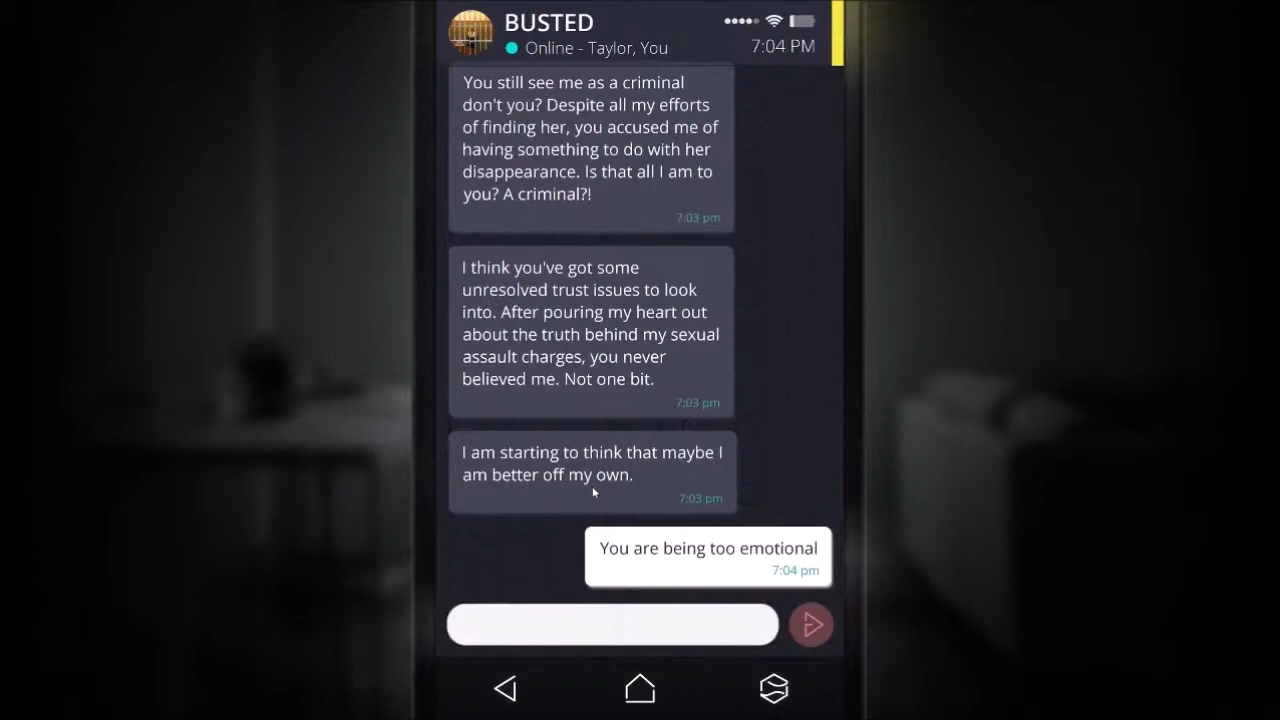 BUSTED
Online - Taylor, You
7:04 PM
You still see me as a criminal
don't you? Despite all my efforts
of finding her, you accused me of
having something to do with her
disappearance. Is that all I am to
you? A criminal?!
7:03 pm
I think you've got some
unresolved trust issues to look
into. After pouring my heart out
about the truth behind my sexual
assault charges, you never
believed me. Not one bit.
7:03 pm
I am starting to think that maybe I
am better off my own.
7:03 pm
You are being too emotional
7:04 pm